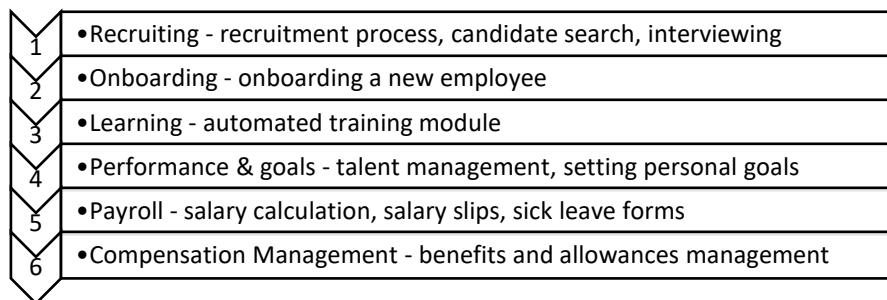 1 •Recruiting - recruitment process, candidate search, interviewing
2 •Onboarding - onboarding a new employee
3 •Learning - automated training module
4 •Performance & goals - talent management, setting personal goals
5 •Payroll - salary calculation, salary slips, sick leave forms
6 •Compensation Management - benefits and allowances management